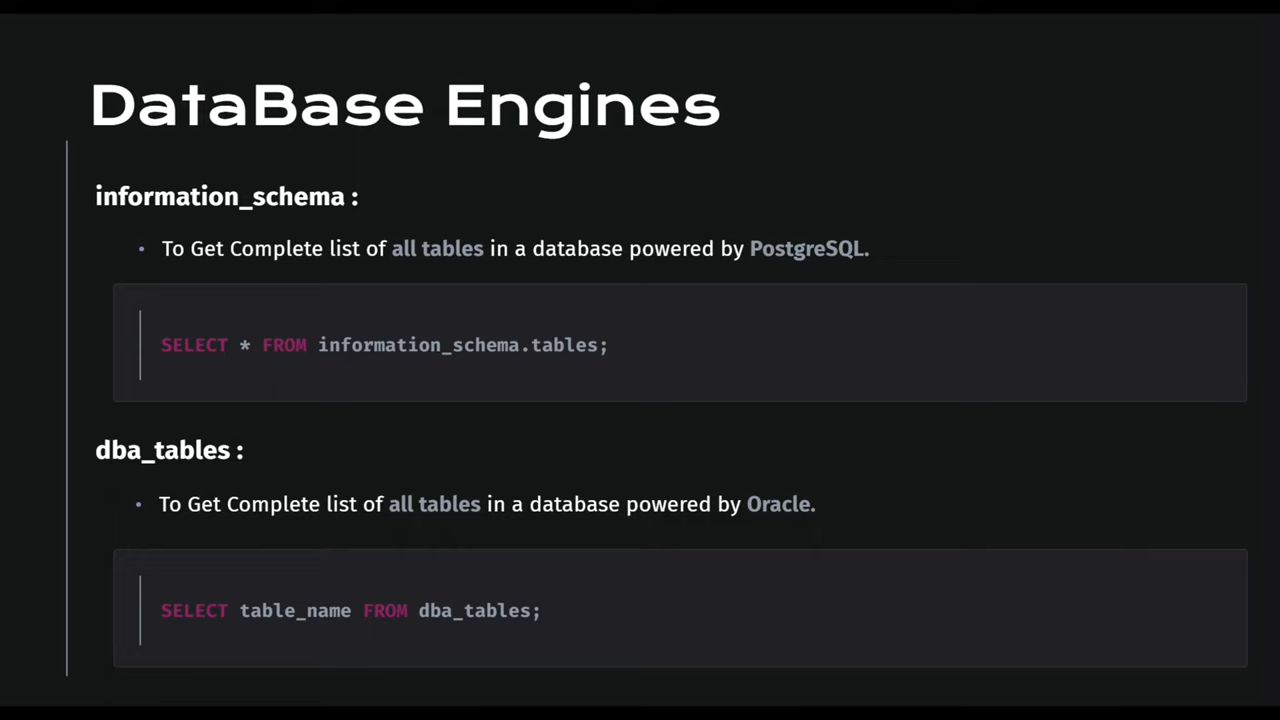 DataBase Engines
information_schema :
• To Get Complete list of all tables in a database powered by PostgreSQL.
SELECT * FROM information_schema.tables;
dba_tables :
• To Get Complete list of all tables in a database powered by Oracle.
SELECT table_name FROM dba_tables;